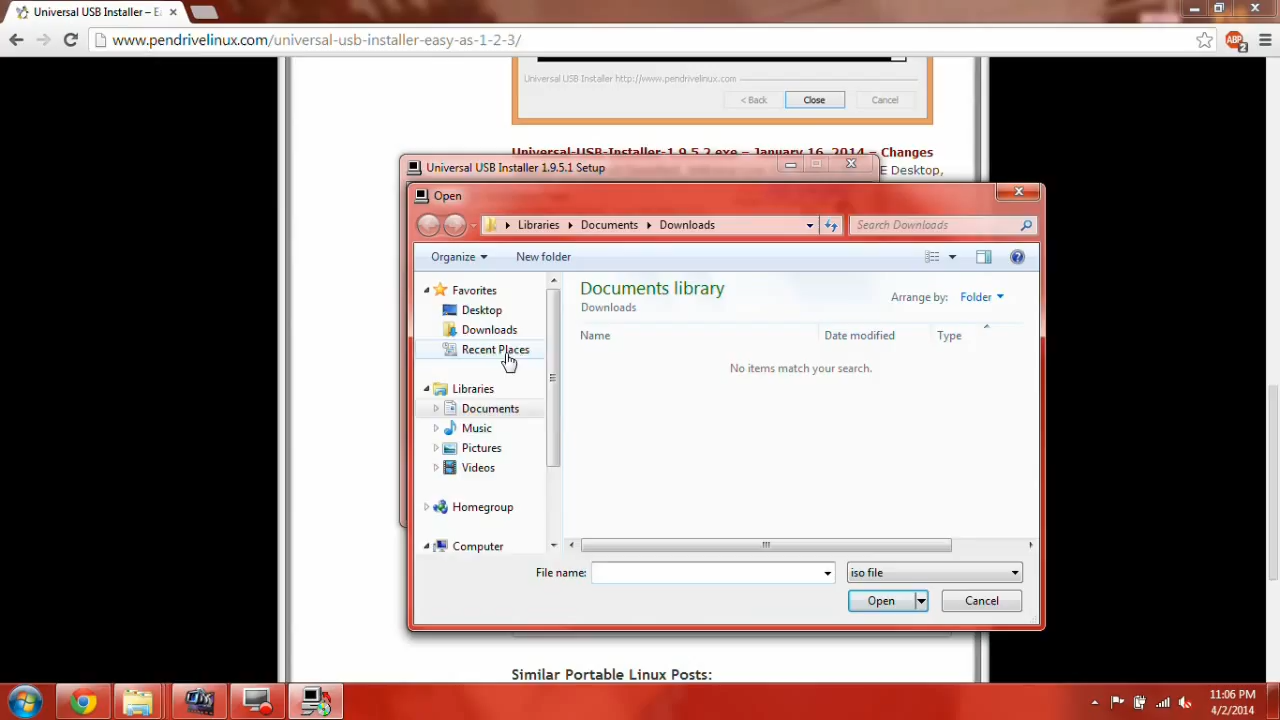 Universal USB Installer – E
www.pendrivelinux.com/universal-usb-installer-easy-as-1-2-3/
ABP
2
Universal USB Installer http://www.pendrivelinux.com
< Back
Close
Cancel
Universal-USB-Installer-1.9.5.2.exe – January 16, 2014 – Changes
E Desktop,
Universal USB Installer 1.9.5.1 Setup
Open
Libraries
Documents
Downloads
Search Downloads
Organize
New folder
Favorites
Desktop
Downloads
Recent Places
Libraries
Documents
Music
Pictures
Videos
Homegroup
Computer
Documents library
Downloads
Arrange by:
Folder
Name
Date modified
Type
No items match your search.
File name:
iso file
Open
Cancel
Similar Portable Linux Posts:
11:06 PM
4/2/2014